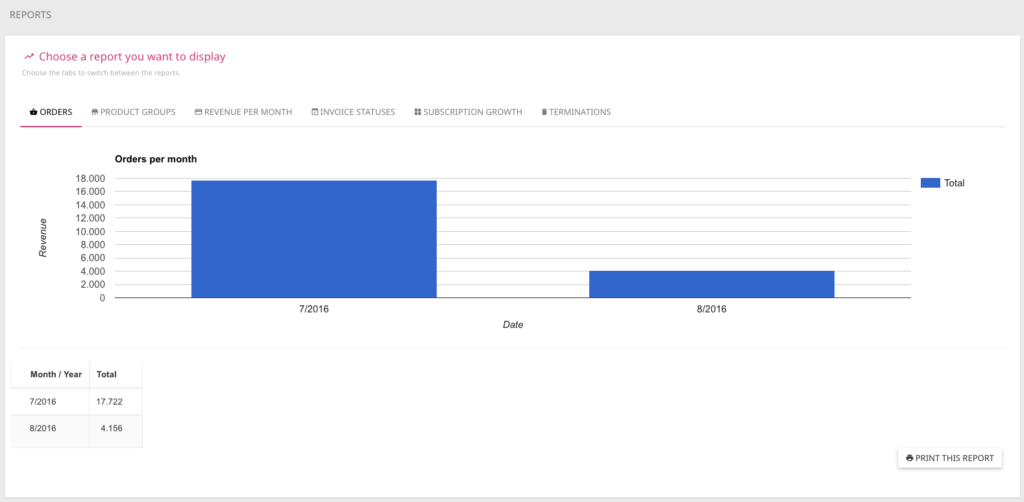 REPORTS
Choose a report you want to display
Choose the tabs to switch between the reports.
ORDERS PRODUCT GROUPS REVENUE PER MONTH INVOICE STATUSES SUBSCRIPTION GROWTH TERMINATIONS
Orders per month
18.000
16.000
14.000
12.000
10.000
8.000
6.000
4.000
2.000
0
Revenue
Total
7/2016 8/2016
Date
Month / Year Total
7/2016 17.722
8/2016 4.156
PRINT THIS REPORT